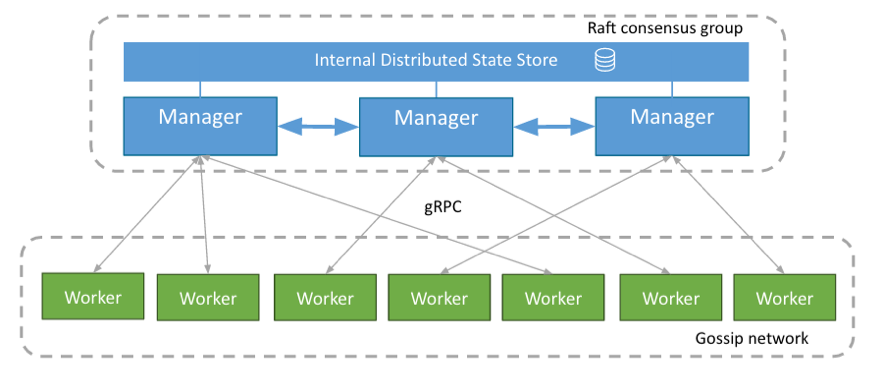 Raft consensus group
Internal Distributed State Store
Manager
Manager
Manager
gRPC
Worker
Worker
Worker
Worker
Worker
Worker
Worker
Gossip network